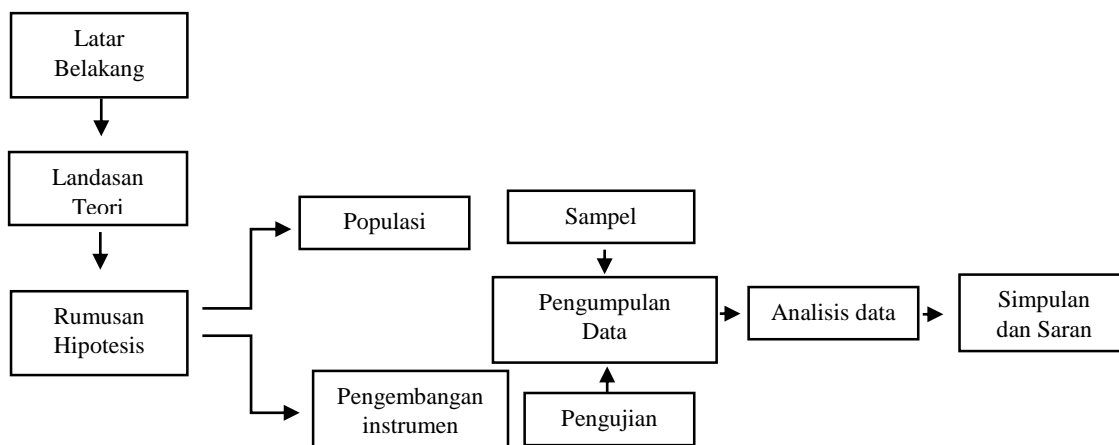 Latar
Belakang
Landasan
Teori
Rumusan
Hipotesis
Populasi
Pengembangan
instrumen
Sampel
Pengumpulan
Data
Pengujian
Analisis data
Simpulan
dan Saran